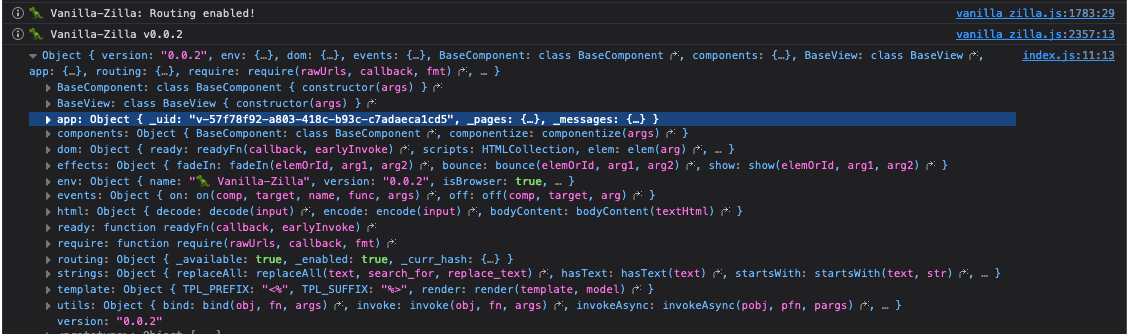 Vanilla-Zilla: Routing enabled! vanilla_zilla.js:1783:29
Vanilla-Zilla v0.0.2 vanilla_zilla.js:2357:13
Object { version: "0.0.2", env: {…}, dom: {…}, events: {…}, BaseComponent: class BaseComponent, components: {…}, BaseView: class BaseView, index.js:11:13
app: {…}, routing: {…}, require: require(rawUrls, callback, fmt), … }
BaseComponent: class BaseComponent { constructor(args) }
BaseView: class BaseView { constructor(args) }
app: Object { _uid: "v-57f78f92-a803-418c-b93c-c7adaeca1cd5", _pages: {…}, _messages: {…} }
components: Object { BaseComponent: class BaseComponent, componentize: componentize(args) }
dom: Object { ready: readyFn(callback, earlyInvoke), scripts: HTMLCollection, elem: elem(arg), … }
effects: Object { fadeIn: fadeIn(elemOrId, arg1, arg2), bounce: bounce(elemOrId, arg1, arg2), show: show(elemOrId, arg1, arg2) }
env: Object { name: "🦖 Vanilla-Zilla", version: "0.0.2", isBrowser: true, … }
events: Object { on: on(comp, target, name, func, args), off: off(comp, target, arg) }
html: Object { decode: decode(input), encode: encode(input), bodyContent: bodyContent(textHtml) }
ready: function readyFn(callback, earlyInvoke)
require: function require(rawUrls, callback, fmt)
routing: Object { _available: true, _enabled: true, _curr_hash: {…} }
strings: Object { replaceAll: replaceAll(text, search_for, replace_text), hasText: hasText(text), startsWith: startsWith(text, str), … }
template: Object { TPL_PREFIX: "<%", TPL_SUFFIX: "%>", render: render(template, model) }
utils: Object { bind: bind(obj, fn, args), invoke: invoke(obj, fn, args), invokeAsync: invokeAsync(pobj, pfn, pargs), … }
version: "0.0.2"